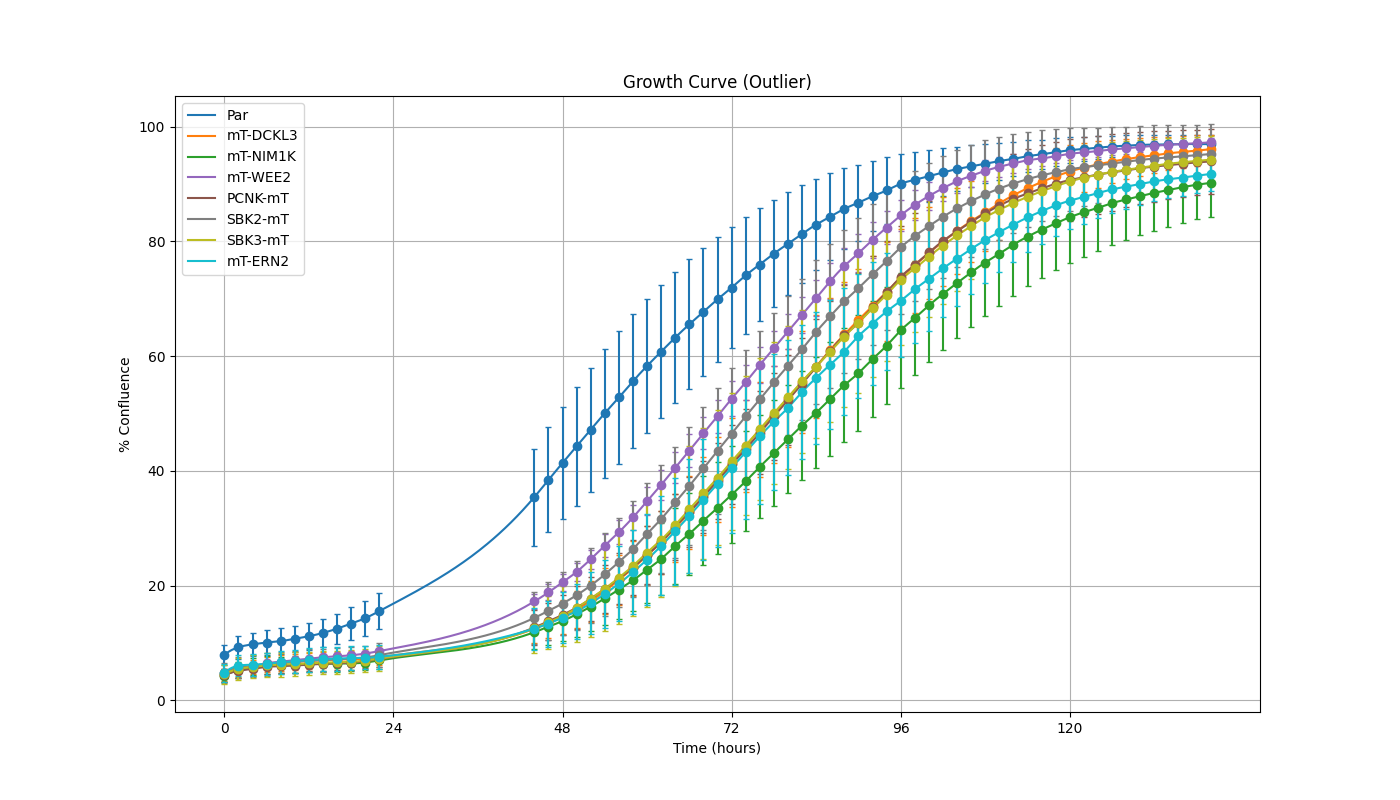 Growth Curve (Outlier)
Par
mT-DCKL3
mT-NIM1K
mT-WEE2
PCNK-mT
SBK2-mT
SBK3-mT
mT-ERN2
100
80
60
40
20
0
% Confluence
0 24 48 72 96 120
Time (hours)